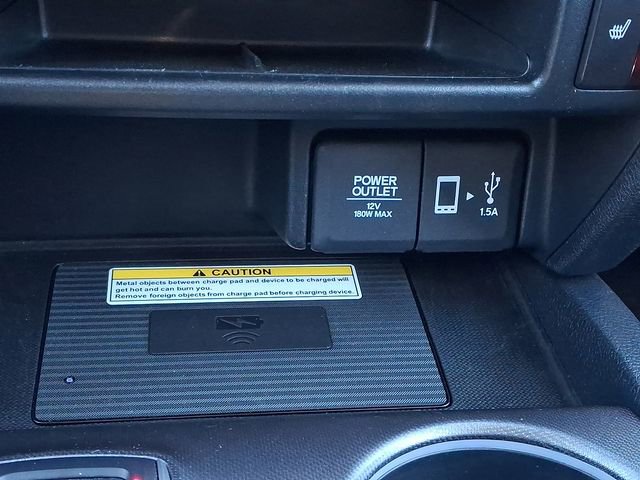 POWER
OUTLET
12V
180W MAX
1.5A
CAUTION
Metal objects between charge pad and device to be charged will
get hot and can burn you.
Remove foreign objects from charge pad before charging device.